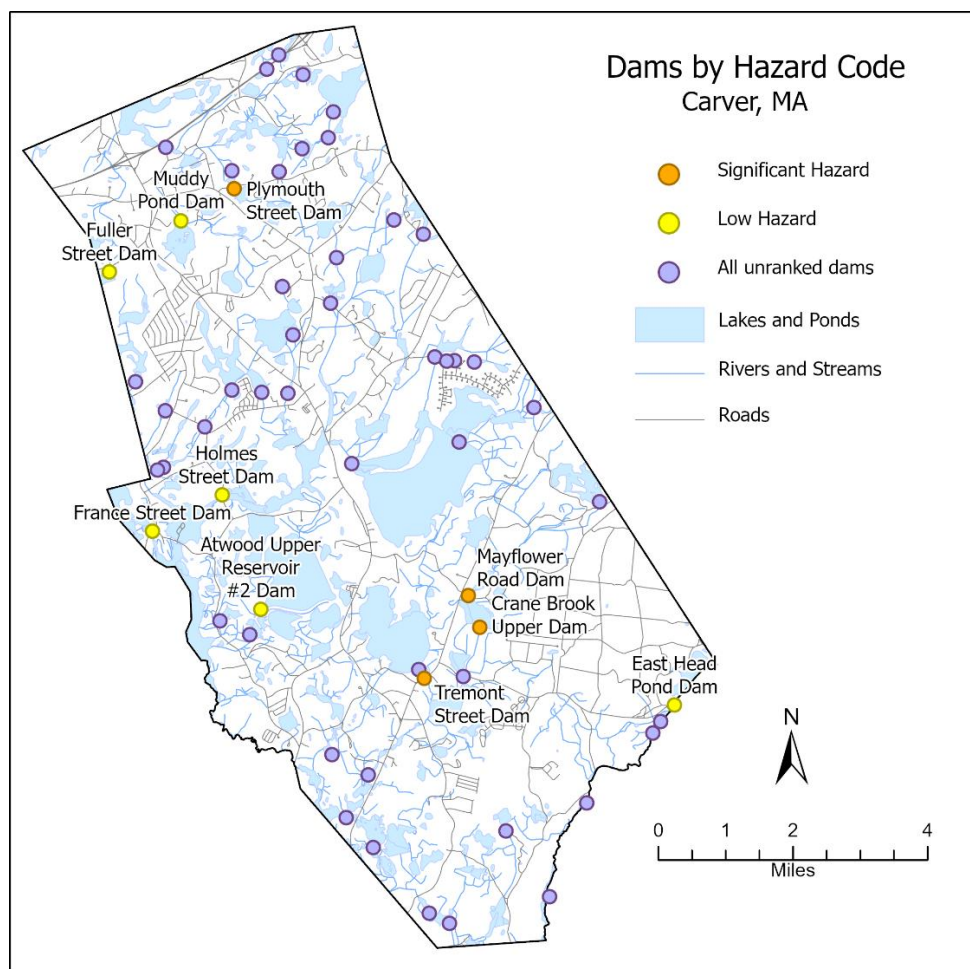 Dams by Hazard Code
Carver, MA
Significant Hazard
Low Hazard
All unranked dams
Lakes and Ponds
Rivers and Streams
Roads
Muddy
Pond Dam
Plymouth
Street Dam
Fuller
Street Dam
Holmes
Street Dam
France Street Dam
Atwood Upper
Reservoir
#2 Dam
Mayflower
Road Dam
Crane Brook
Upper Dam
East Head
Pond Dam
Tremont
Street Dam
N
0 1 2 4
Miles